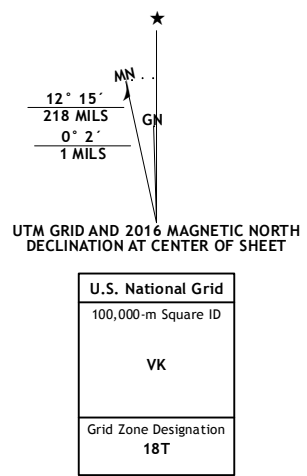 ★
MN
GN
12° 15´
218 MILS
0° 2´
1 MILS
UTM GRID AND 2016 MAGNETIC NORTH
DECLINATION AT CENTER OF SHEET
U.S. National Grid
100,000-m Square ID
VK
Grid Zone Designation
18T